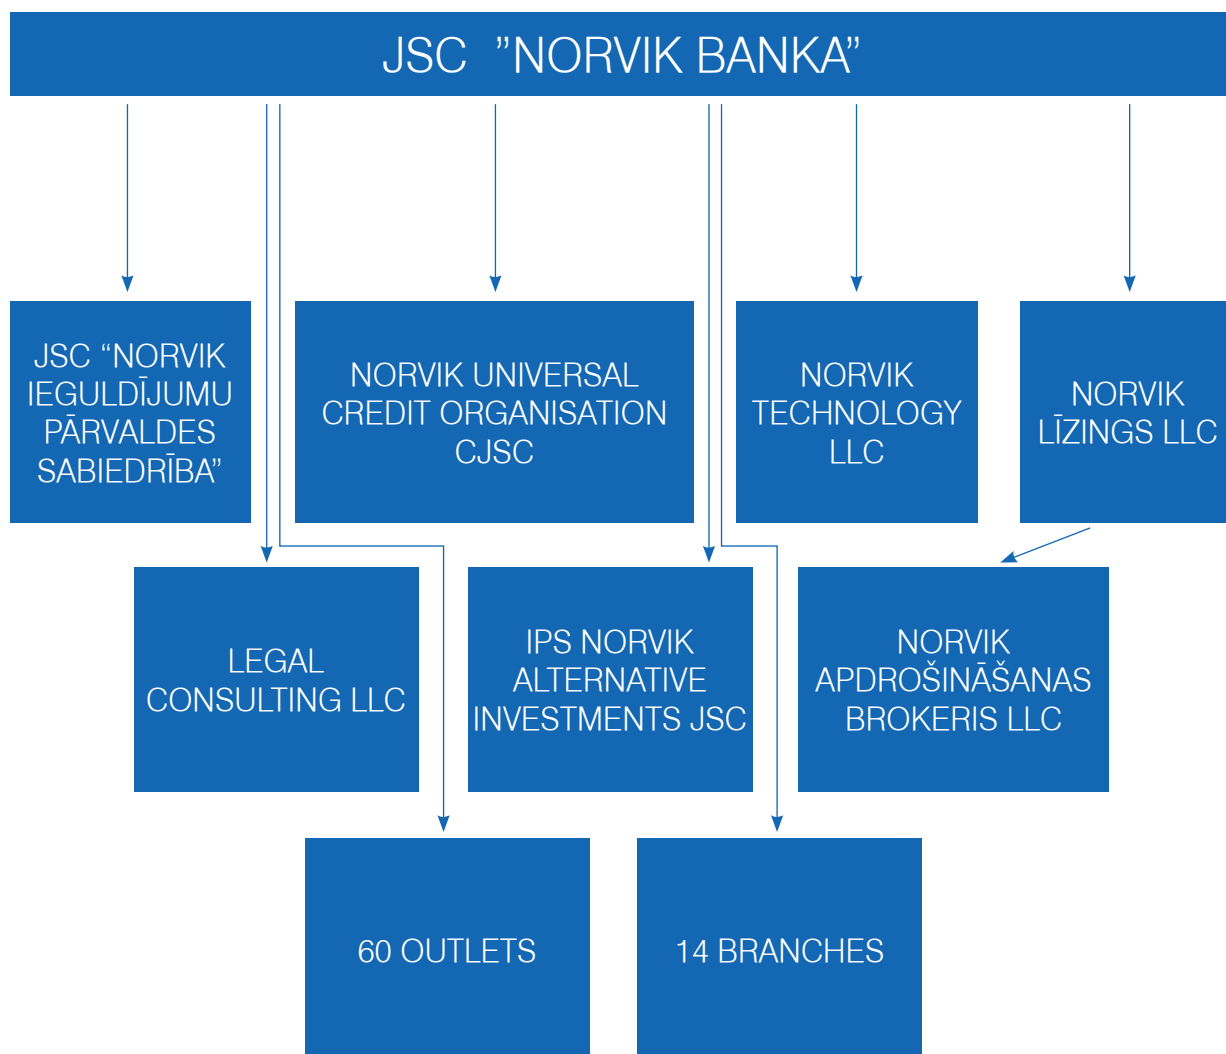 JSC ”NORVIK BANKA”
JSC “NORVIK
IEGULDĪJUMU
PĀRVALDES
SABIEDRĪBA”
NORVIK UNIVERSAL
CREDIT ORGANISATION
CJSC
NORVIK
TECHNOLOGY
LLC
NORVIK
LĪZINGS LLC
LEGAL
CONSULTING LLC
IPS NORVIK
ALTERNATIVE
INVESTMENTS JSC
NORVIK
APDROŠINĀŠANAS
BROKERIS LLC
60 OUTLETS
14 BRANCHES